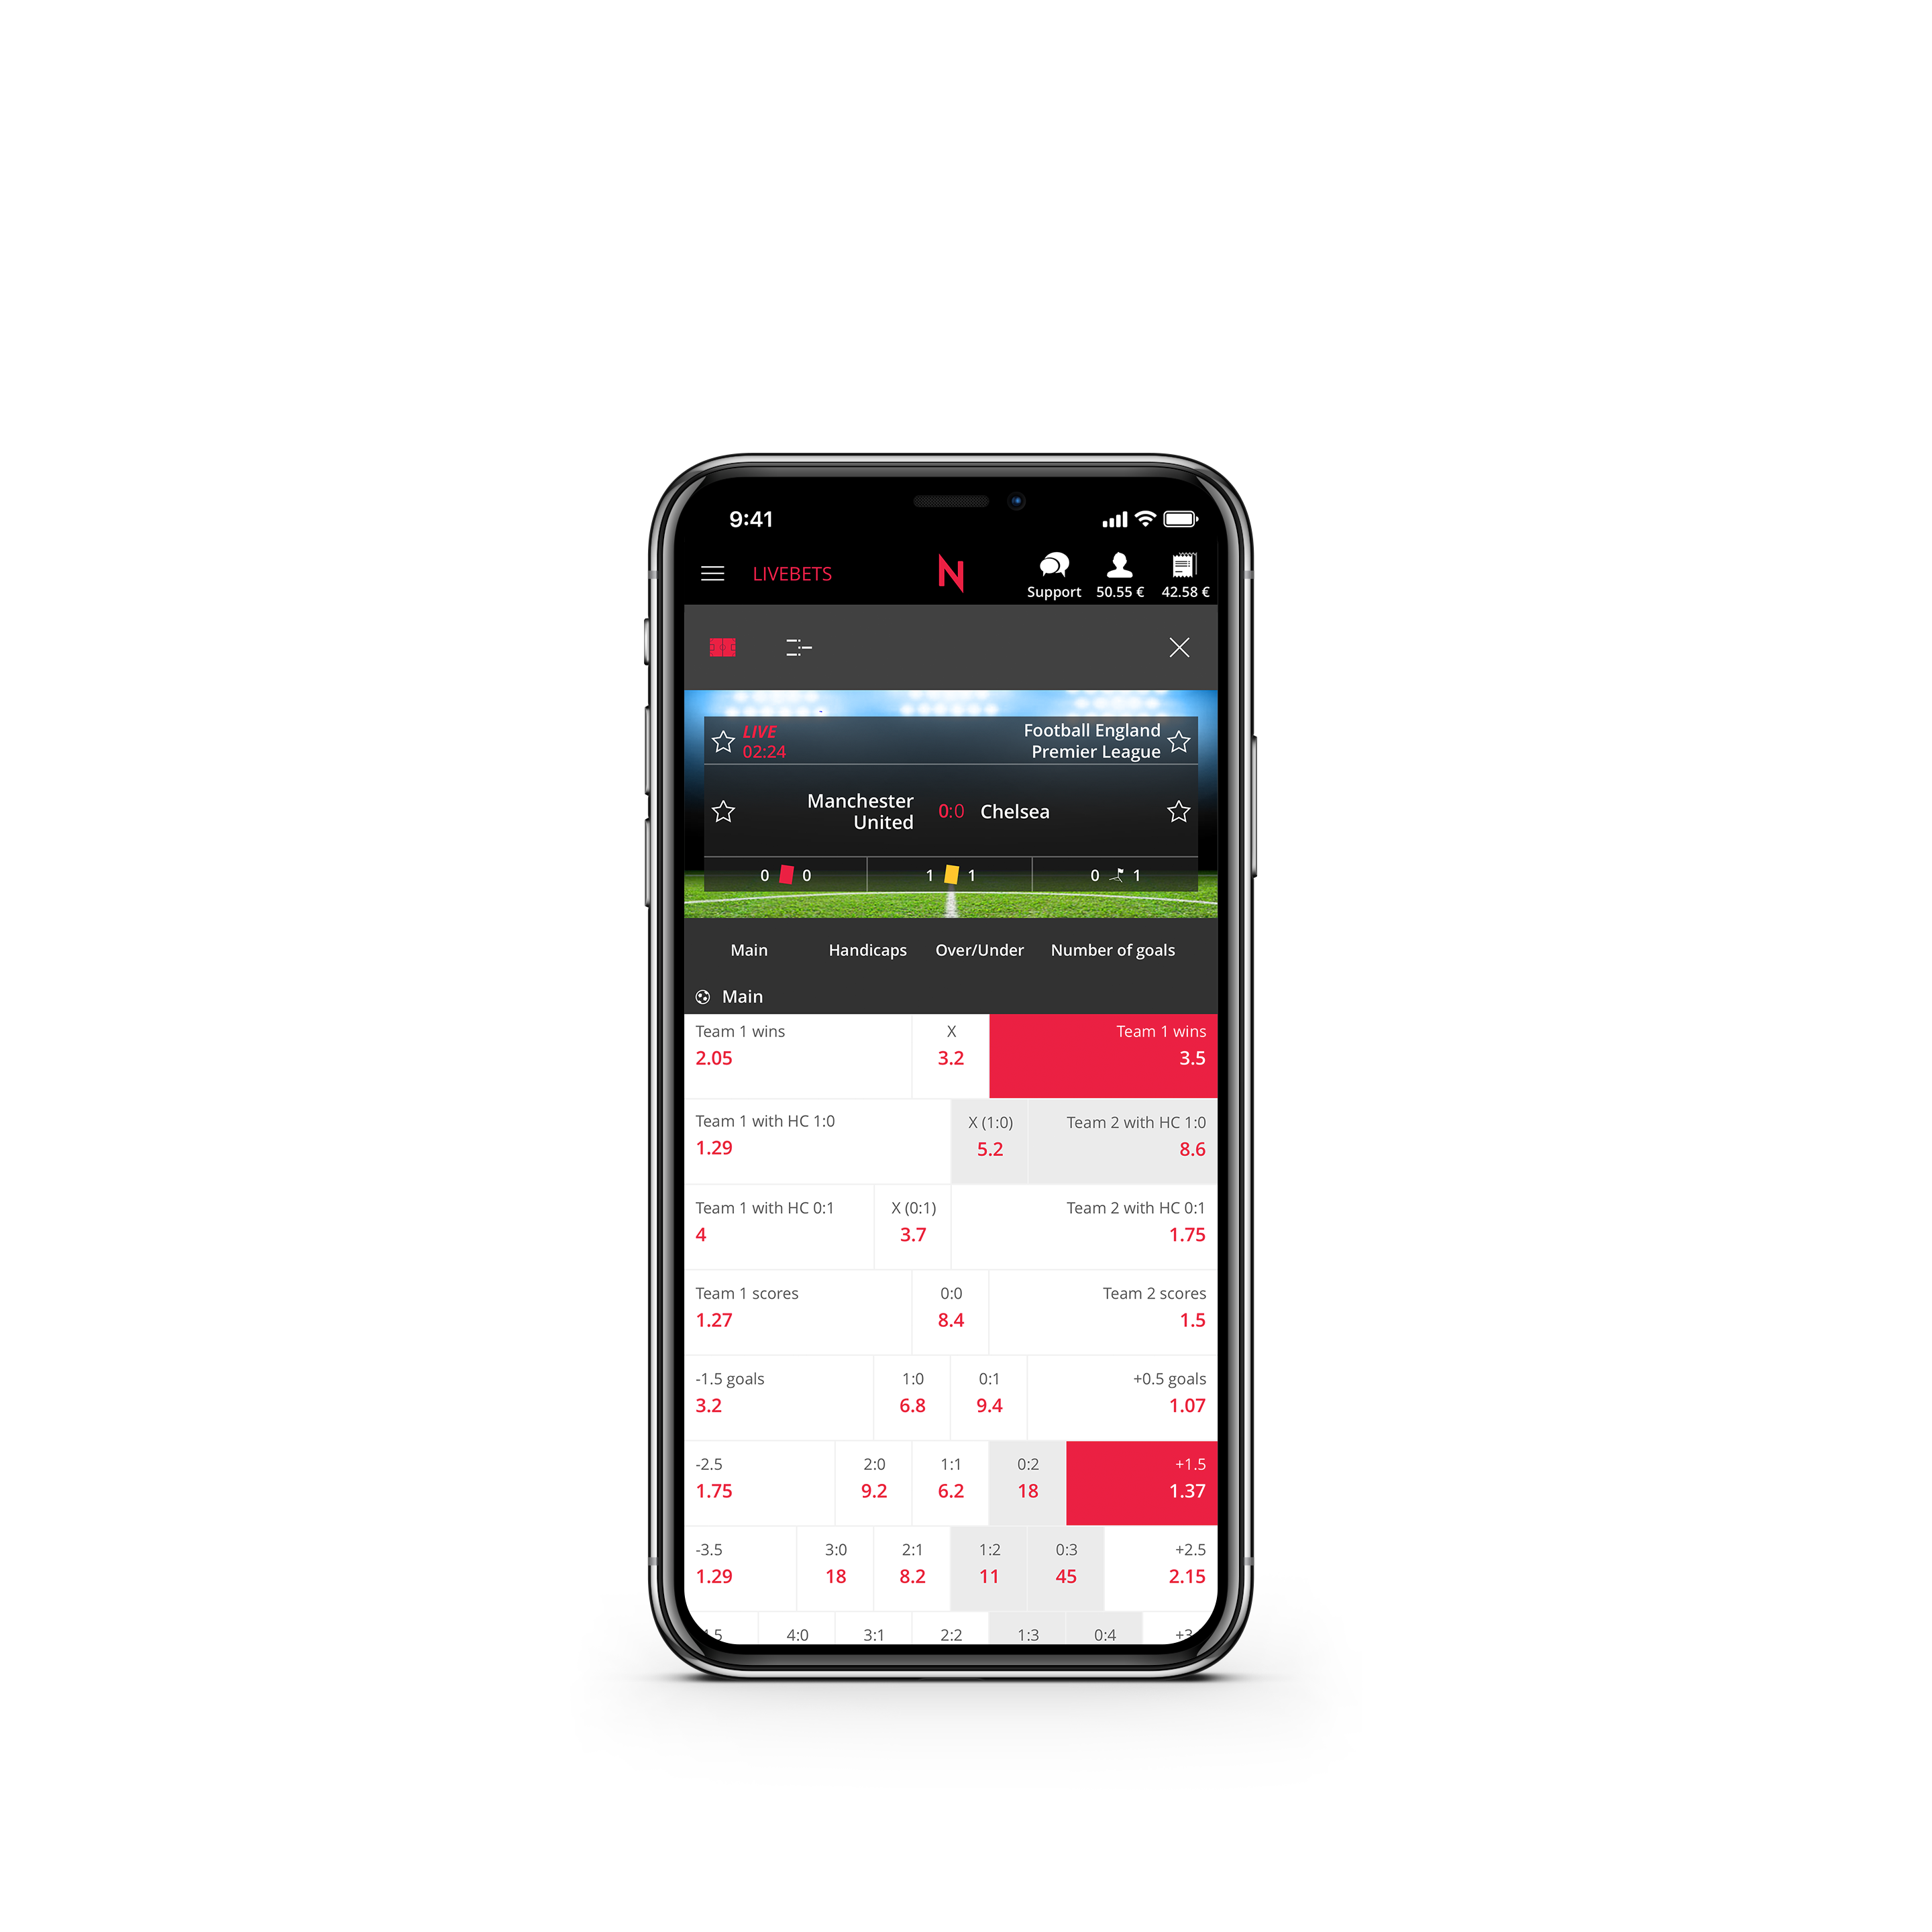 9:41
LIVEBETS
N
Support 50.55 € 42.58 €
LIVE
02:24
Football England
Premier League
Manchester
United
0:0
Chelsea
0 0 1 1 0 1
Main Handicaps Over/Under Number of goals
Main
Team 1 wins X Team 1 wins
2.05 3.2 3.5
Team 1 with HC 1:0 X (1:0) Team 2 with HC 1:0
1.29 5.2 8.6
Team 1 with HC 0:1 X (0:1) Team 2 with HC 0:1
4 3.7 1.75
Team 1 scores 0:0 Team 2 scores
1.27 8.4 1.5
-1.5 goals 1:0 0:1 +0.5 goals
3.2 6.8 9.4 1.07
-2.5 2:0 1:1 0:2 +1.5
1.75 9.2 6.2 18 1.37
-3.5 3:0 2:1 1:2 0:3 +2.5
1.29 18 8.2 11 45 2.15
4:0 3:1 2:2 1:3 0:4